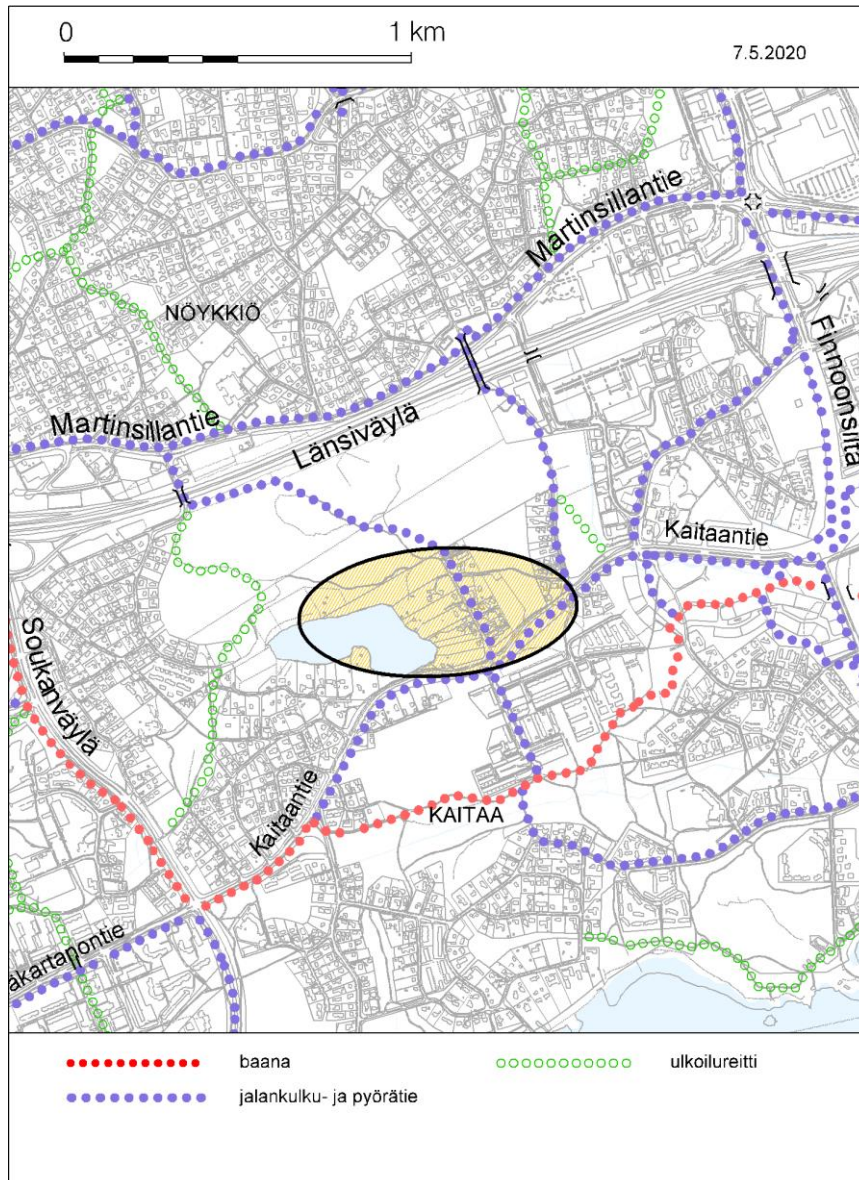 0 1 km
7.5.2020
Martinsillantie
NÖYKKIÖ
Finnoonsilta
Martinsillantie
Länsiväylä
Kaitaantie
Soukanväylä
Kaitaantie
KAITAA
äkartanontie
baana
ulkoilureitti
jalankulku- ja pyörätie